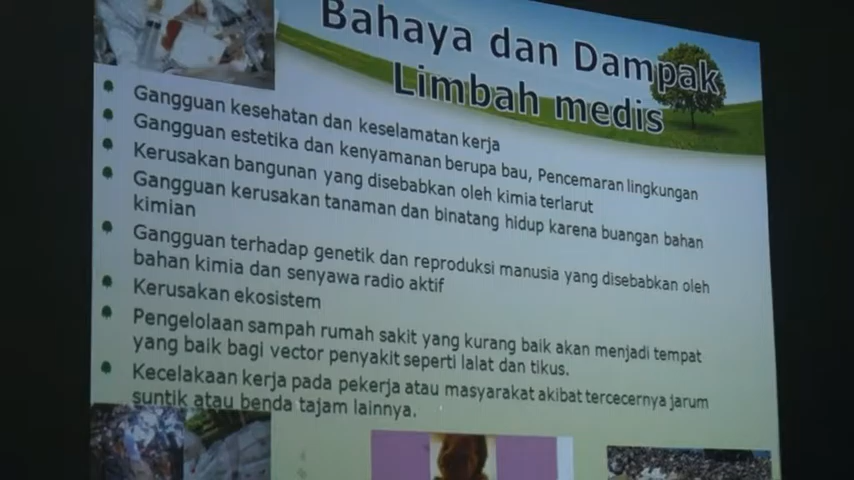 Bahaya dan Dampak
Limbah medis
Gangguan kesehatan dan keselamatan kerja
Gangguan estetika dan kenyamanan berupa bau, Pencemaran lingkungan
Kerusakan bangunan yang disebabkan oleh kimia terlarut
Gangguan kerusakan tanaman dan binatang hidup karena buangan bahan
kimian
Gangguan terhadap genetik dan reproduksi manusia yang disebabkan oleh
bahan kimia dan senyawa radio aktif
Kerusakan ekosistem
Pengelolaan sampah rumah sakit yang kurang baik akan menjadi tempat
yang baik bagi vector penyakit seperti lalat dan tikus.
Kecelakaan kerja pada pekerja atau masyarakat akibat tercecernya jarum
suntik atau benda tajam lainnya.